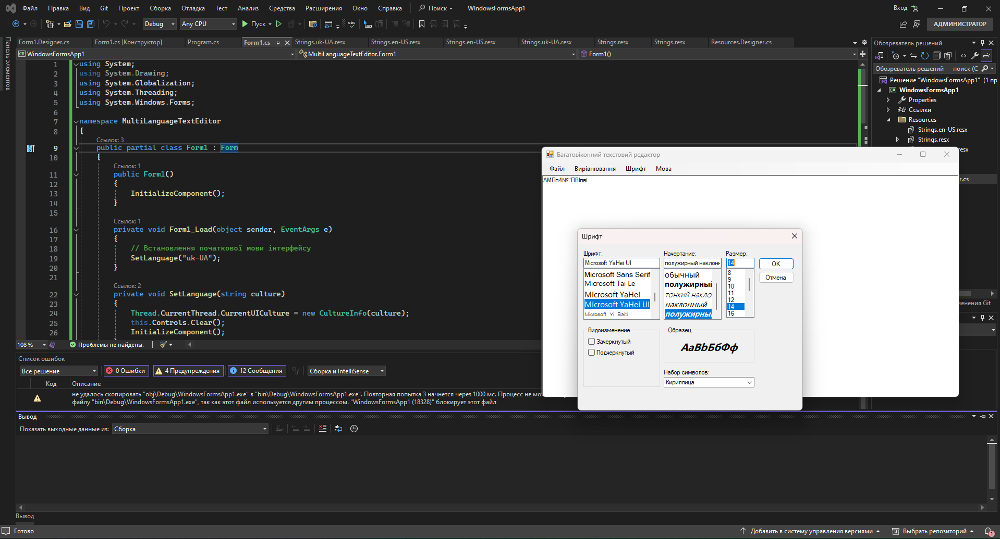 Файл Правка Вид Git Проект Сборка Отладка Тест Анализ Средства Расширения Окно Справка Поиск WindowsFormsApp1 Вход
Debug Any CPU Пуск АДМИНИСТРАТОР
Панель элементов
Form1.Designer.cs Form1.cs [Конструктор] Program.cs Form1.cs Strings.uk-UA.resx Strings.en-US.resx Strings.en-US.resx Strings.uk-UA.resx Strings.resx Strings.resx Resources.Designer.cs
WindowsFormsApp1 MultiLanguageTextEditor.Form1 Form1()
1 using System;
2 using System.Drawing;
3 using System.Globalization;
4 using System.Threading;
5 using System.Windows.Forms;
6
7 namespace MultiLanguageTextEditor
8 {
Ссылок: 3
9 public partial class Form1 : Form
10 {
Ссылок: 1
11 public Form1()
12 {
13 InitializeComponent();
14 }
15
Ссылок: 1
16 private void Form1_Load(object sender, EventArgs e)
17 {
18 // Встановлення початкової мови інтерфейсу
19 SetLanguage("uk-UA");
20 }
21
Ссылок: 2
22 private void SetLanguage(string culture)
23 {
24 Thread.CurrentThread.CurrentUICulture = new CultureInfo(culture);
25 this.Controls.Clear();
26 InitializeComponent();
108 % Проблемы не найдены.
Обозреватель решений
Обозреватель решений — поиск (С
Решение "WindowsFormsApp1" (1 пр
WindowsFormsApp1
Properties
Ссылки
Resources
Strings.en-US.resx
Strings.resx
esx
er.cs
менения Git
Багатовіконний текстовий редактор
Файл Вирівнювання Шрифт Мова
АМПп4№"ПВІпві
Шрифт
Шрифт: Начертание: Размер:
Microsoft YaHei UI полужирный наклонн 14 ОК
Отмена
Microsoft Sans Serif
Microsoft Tai Le
Microsoft YaHei
Microsoft YaHei UI
Microsoft Yi Baiti
обычный
полужирный
тонкий накло
наклонный
полужирны
8
9
10
11
12
14
16
Видоизменение
Зачеркнутый
Подчеркнутый
Образец
АаBbБбФф
Набор символов:
Кириллица
Список ошибок
Все решение 0 Ошибки 4 Предупреждения 12 Сообщения Сборка и IntelliSense
Код Описание
не удалось скопировать "obj\Debug\WindowsFormsApp1.exe" в "bin\Debug\WindowsFormsApp1.exe". Повторная попытка 3 начнется через 1000 мс. Процесс не мож
файлу "bin\Debug\WindowsFormsApp1.exe", так как этот файл используется другим процессом. "WindowsFormsApp1 (18328)" блокирует этот файл
Вывод
Показать выходные данные из: Сборка
Вывод
Готово Добавить в систему управления версиями Выбрать репозиторий 1